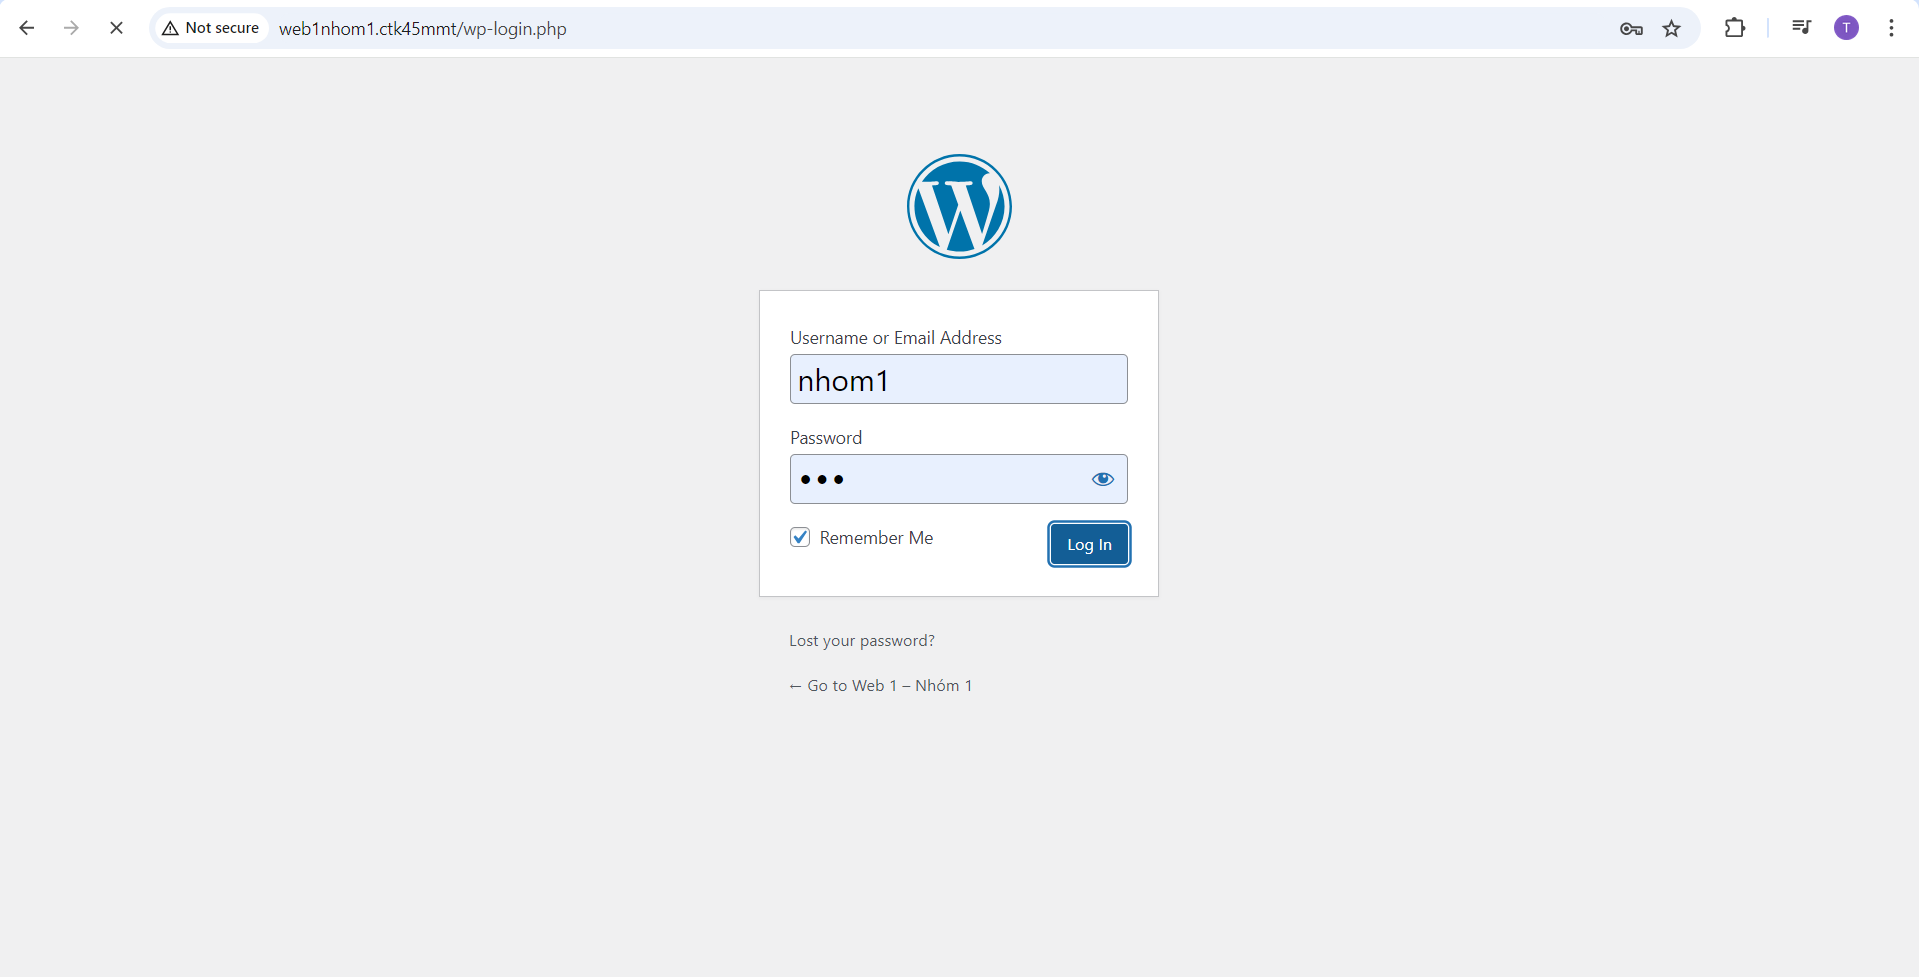 Not secure web1nhom1.ctk45mmt/wp-login.php T
Username or Email Address
nhom1
Password
•••
Remember Me
Log In
Lost your password?
← Go to Web 1 – Nhóm 1